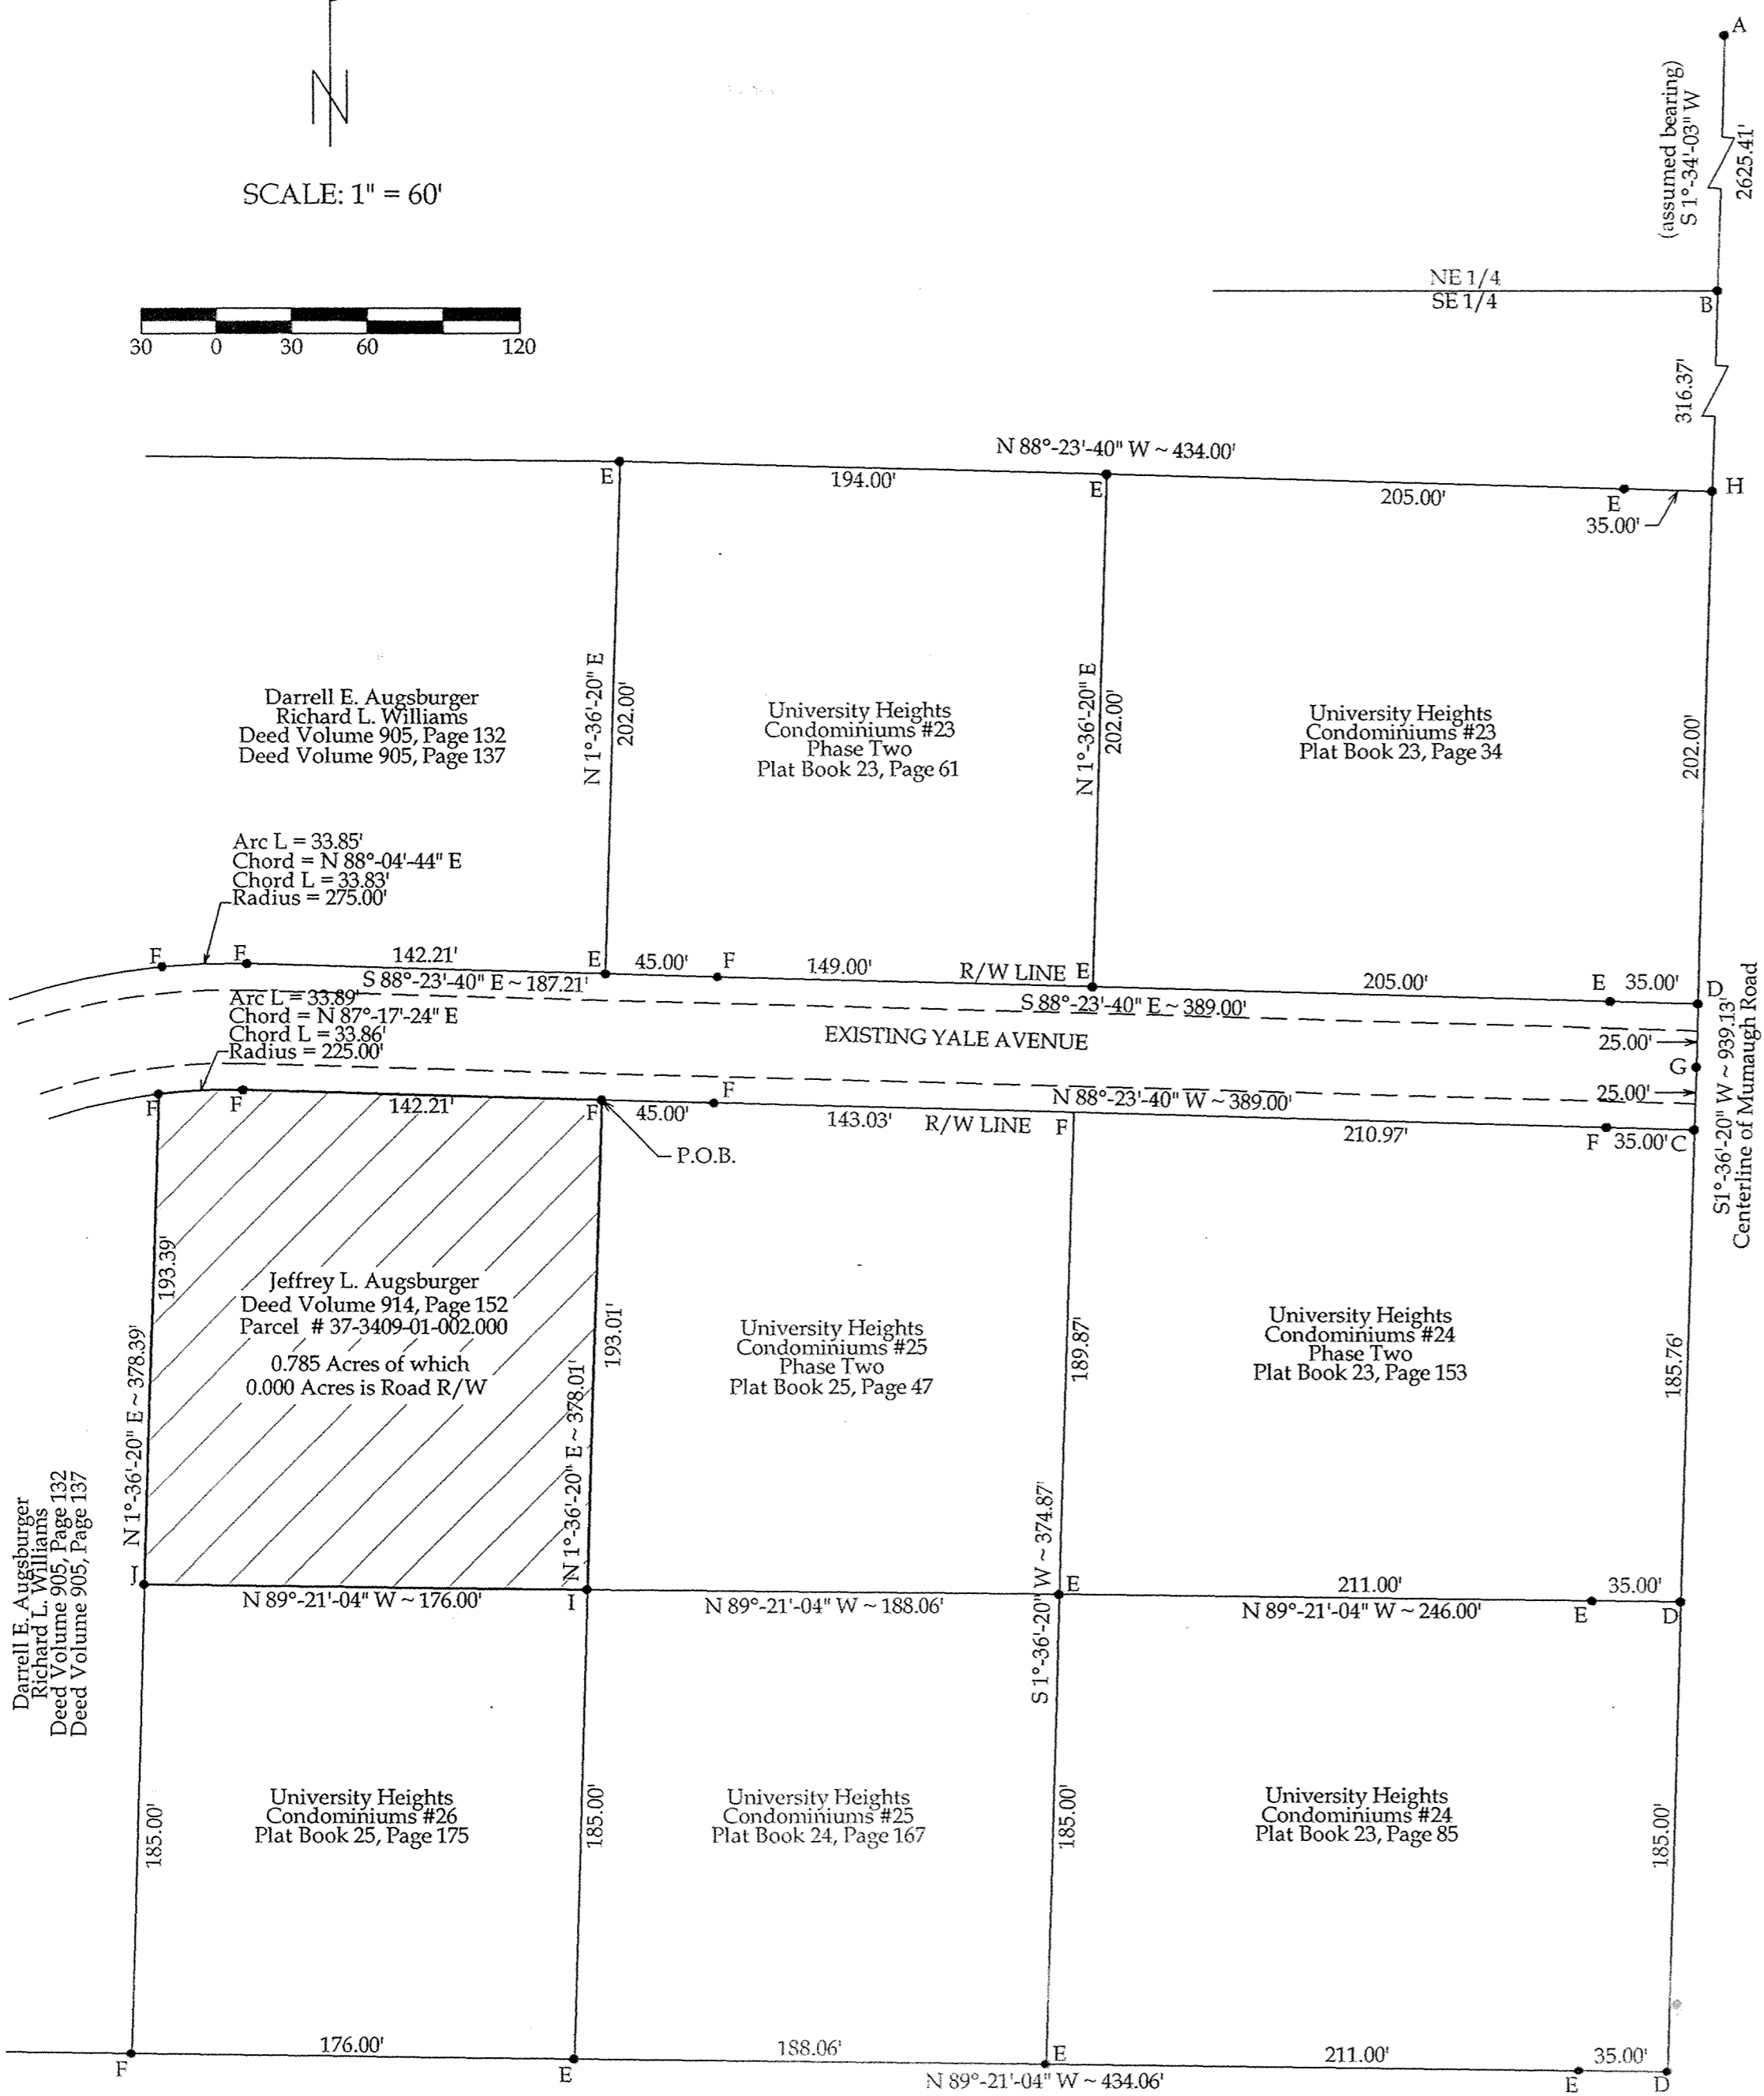 A
N
(assumed bearing)
S 1°-34'-03" W
2625.41'
SCALE: 1" = 60'
NE 1/4
SE 1/4
B
30 0 30 60 120
316.37'
N 88°-23'-40" W ~ 434.00'
E
194.00'
E
205.00'
E
H
35.00'
Darrell E. Augsburger
Richard L. Williams
Deed Volume 905, Page 132
Deed Volume 905, Page 137
N 1°-36'-20" E
202.00'
University Heights
Condominiums #23
Phase Two
Plat Book 23, Page 61
N 1°-36'-20" E
202.00'
University Heights
Condominiums #23
Plat Book 23, Page 34
202.00'
Arc L = 33.85'
Chord = N 88°-04'-44" E
Chord L = 33.83'
Radius = 275.00'
F
F
142.21'
E
45.00'
F
149.00'
R/W LINE
E
205.00'
E
35.00'
D
S 88°-23'-40" E ~ 187.21'
S 88°-23'-40" E ~ 389.00'
Arc L = 33.89'
Chord = N 87°-17'-24" E
Chord L = 33.86'
Radius = 225.00'
EXISTING YALE AVENUE
25.00'
G
25.00'
S1°-36'-20" W ~ 939.13'
Centerline of Mumaugh Road
N 88°-23'-40" W ~ 389.00'
F
F
142.21'
F
45.00'
F
143.03'
R/W LINE
F
210.97'
F
35.00'
C
P.O.B.
193.39'
N 1°-36'-20" E ~ 378.39'
Jeffrey L. Augsburger
Deed Volume 914, Page 152
Parcel # 37-3409-01-002.000
0.785 Acres of which
0.000 Acres is Road R/W
193.01'
N 1°-36'-20" E ~ 378.01'
University Heights
Condominiums #25
Phase Two
Plat Book 25, Page 47
189.87'
S 1°-36'-20" W ~ 374.87'
University Heights
Condominiums #24
Phase Two
Plat Book 23, Page 153
185.76'
Darrell E. Augsburger
Richard L. Williams
Deed Volume 905, Page 132
Deed Volume 905, Page 137
J
N 89°-21'-04" W ~ 176.00'
I
N 89°-21'-04" W ~ 188.06'
E
211.00'
35.00'
N 89°-21'-04" W ~ 246.00'
E
D
185.00'
University Heights
Condominiums #26
Plat Book 25, Page 175
185.00'
University Heights
Condominiums #25
Plat Book 24, Page 167
185.00'
University Heights
Condominiums #24
Plat Book 23, Page 85
185.00'
F
176.00'
E
188.06'
E
211.00'
35.00'
N 89°-21'-04" W ~ 434.06'
E
D